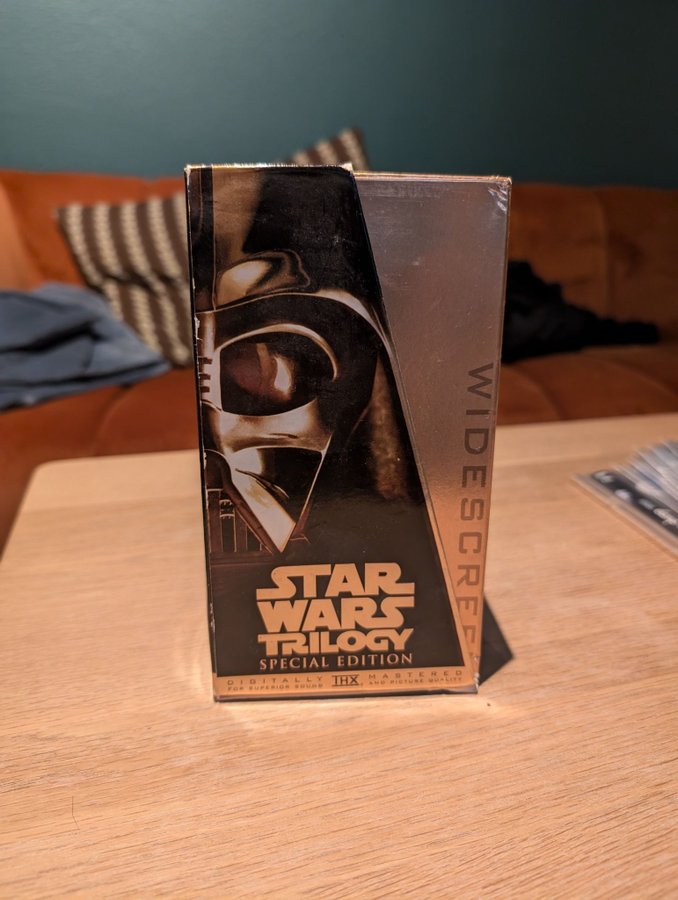 WIDESCREE
STAR
WARS
TRILOGY
SPECIAL EDITION
DIGITALLY THX MASTERED
FOR SUPERIOR SOUND AND PICTURE QUALITY